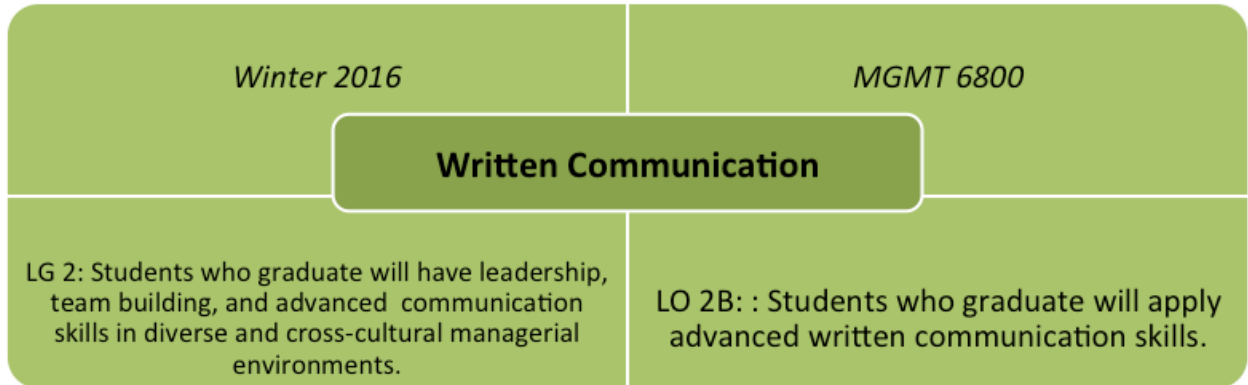 Winter 2016
MGMT 6800
Written Communication
LG 2: Students who graduate will have leadership,
team building, and advanced communication
skills in diverse and cross-cultural managerial
environments.
LO 2B: : Students who graduate will apply
advanced written communication skills.